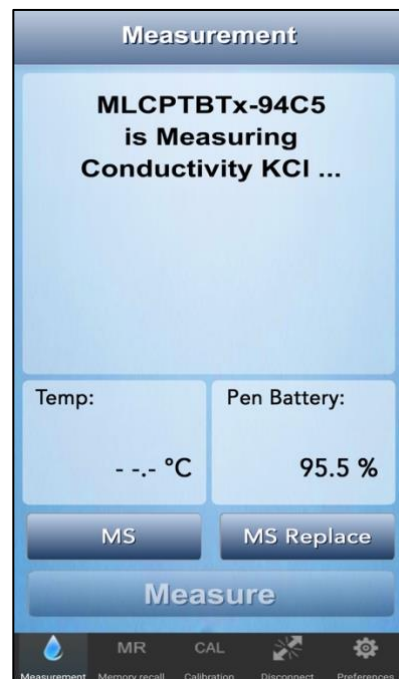 Measurement
MLCPTBTx-94C5
is Measuring
Conductivity KCl ...
Temp:
Pen Battery:
- -.- °C
95.5 %
MS
MS Replace
Measure
MR
CAL
Measurement
Memory recall
Calibration
Disconnect
Preferences